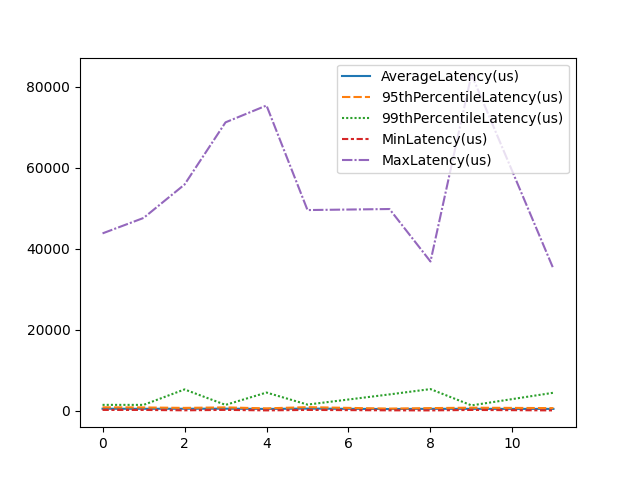 80000
60000
40000
20000
0
0 2 4 6 8 10
AverageLatency(us)
95thPercentileLatency(us)
99thPercentileLatency(us)
MinLatency(us)
MaxLatency(us)